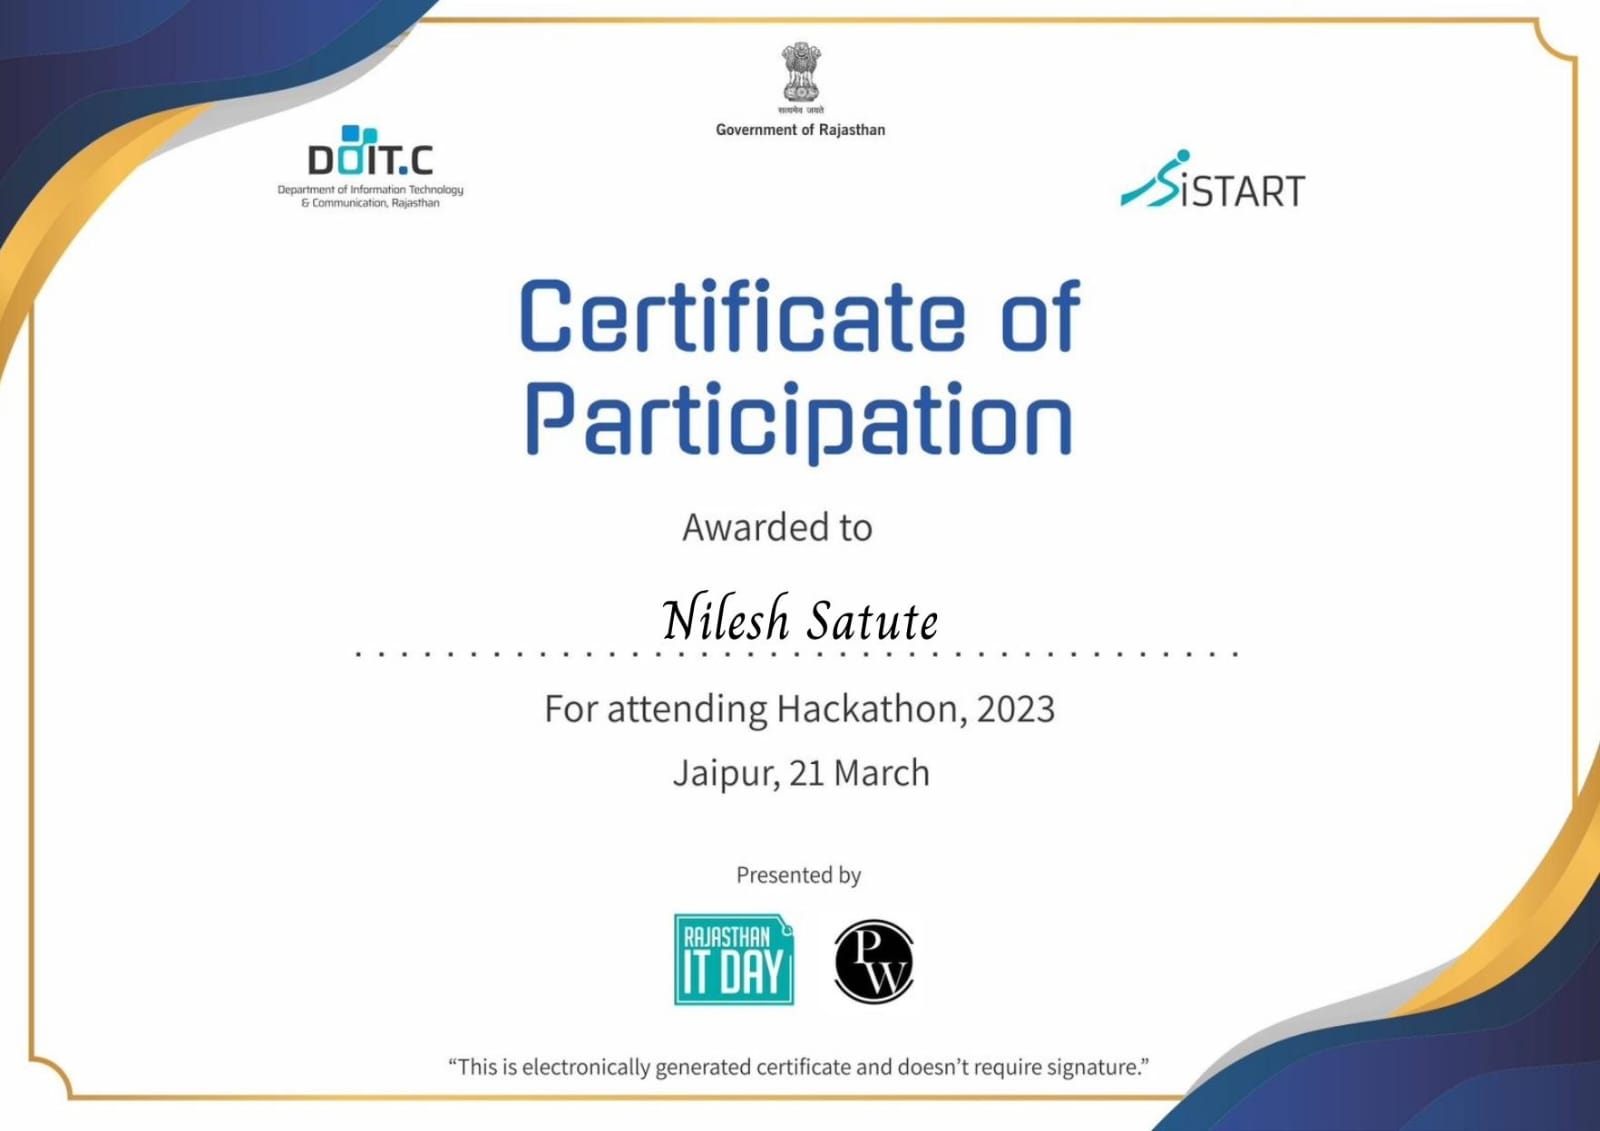 सत्यमेव जयते
Government of Rajasthan
DOIT.C
Department of Information Technology
& Communication, Rajasthan
iSTART
Certificate of
Participation
Awarded to
Nilesh Satute
For attending Hackathon, 2023
Jaipur, 21 March
Presented by
RAJASTHAN
IT DAY
PW
“This is electronically generated certificate and doesn’t require signature.”